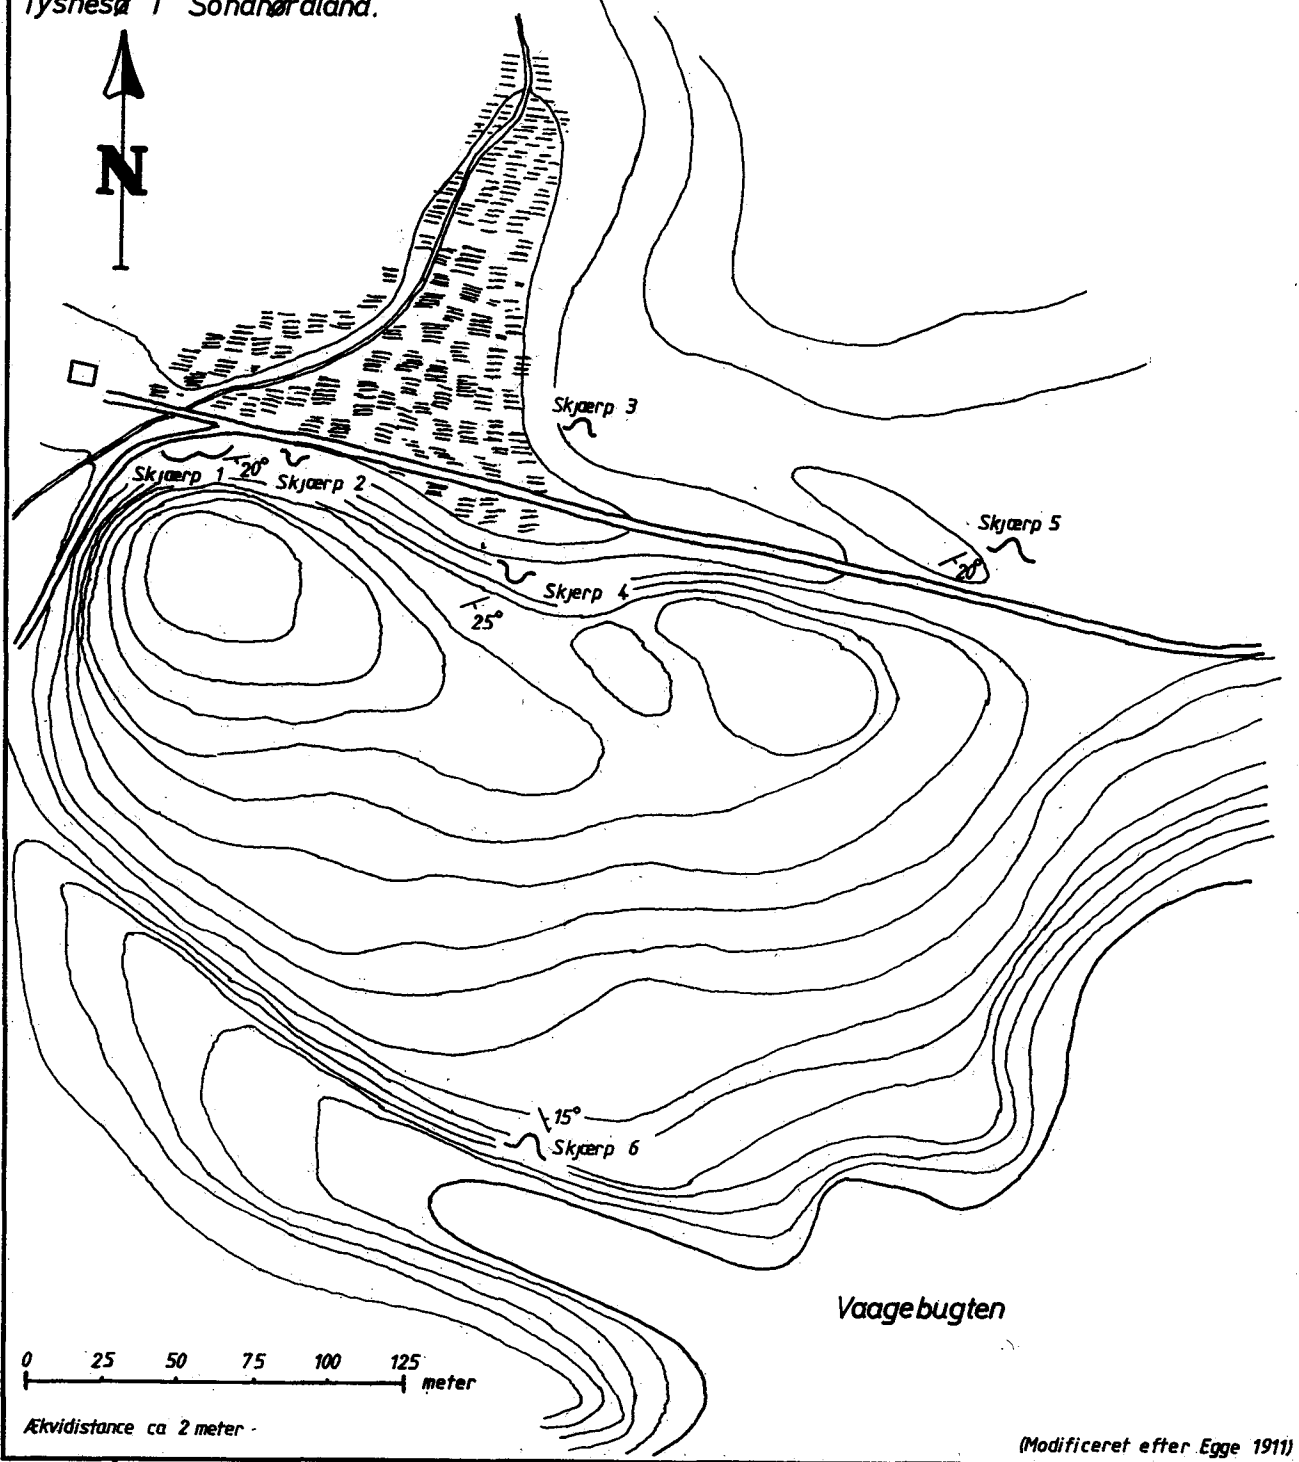 Tysnesø i Söndhørdland.
N
Skjærp 3
Skjærp 1
20°
Skjærp 2
Skjærp 5
20°
Skjerp 4
25°
15°
Skjærp 6
Vaagebugten
0 25 50 75 100 125
meter
Ækvidistance ca 2 meter
(Modificeret efter Egge 1911)